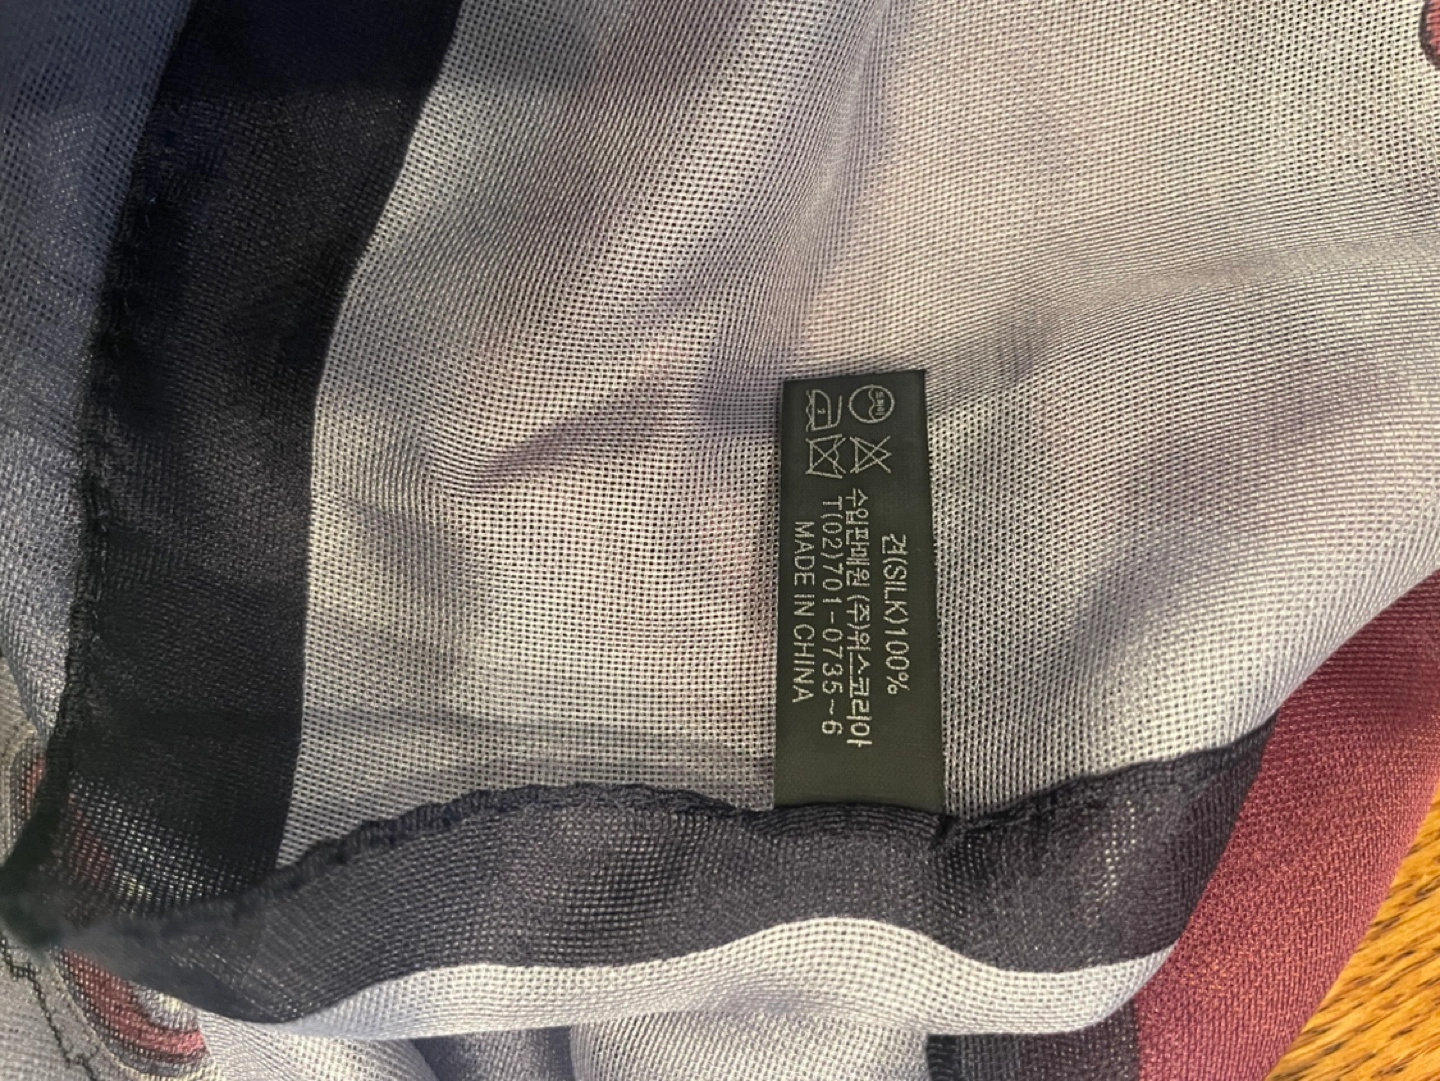 견(SILK)100%
수입판매원 (주)위스코리아
T(02)701-0735~6
MADE IN CHINA